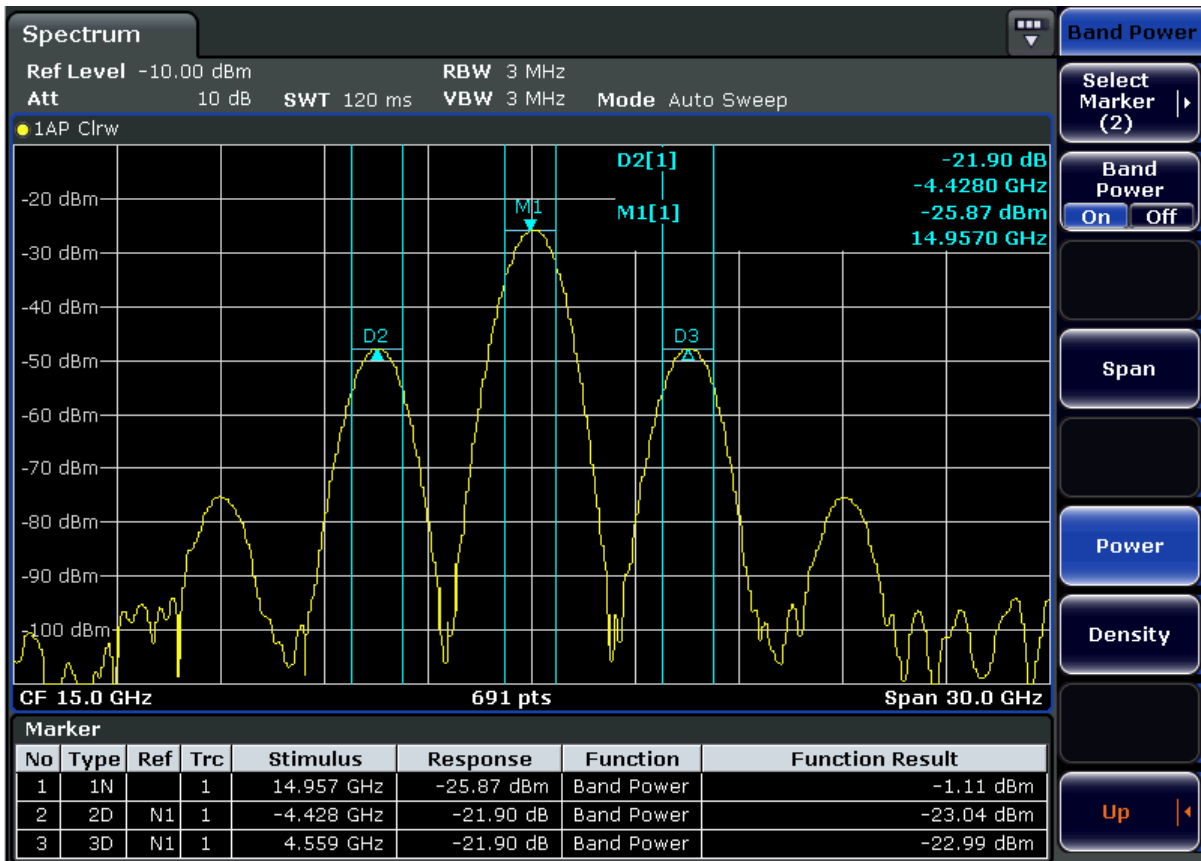 Spectrum
Ref Level -10.00 dBm RBW 3 MHz
Att 10 dB SWT 120 ms VBW 3 MHz Mode Auto Sweep
1AP Clrw
D2[1] -21.90 dB
-4.4280 GHz
M1[1] -25.87 dBm
14.9570 GHz
-20 dBm
M1
-30 dBm
-40 dBm
D2 D3
-50 dBm
-60 dBm
-70 dBm
-80 dBm
-90 dBm
-100 dBm
CF 15.0 GHz 691 pts Span 30.0 GHz
Marker
No Type Ref Trc Stimulus Response Function Function Result
1 1N 1 14.957 GHz -25.87 dBm Band Power -1.11 dBm
2 2D N1 1 -4.428 GHz -21.90 dB Band Power -23.04 dBm
3 3D N1 1 4.559 GHz -21.90 dB Band Power -22.99 dBm
Band Power
Select
Marker
(2)
Band
Power
On Off
Span
Power
Density
Up